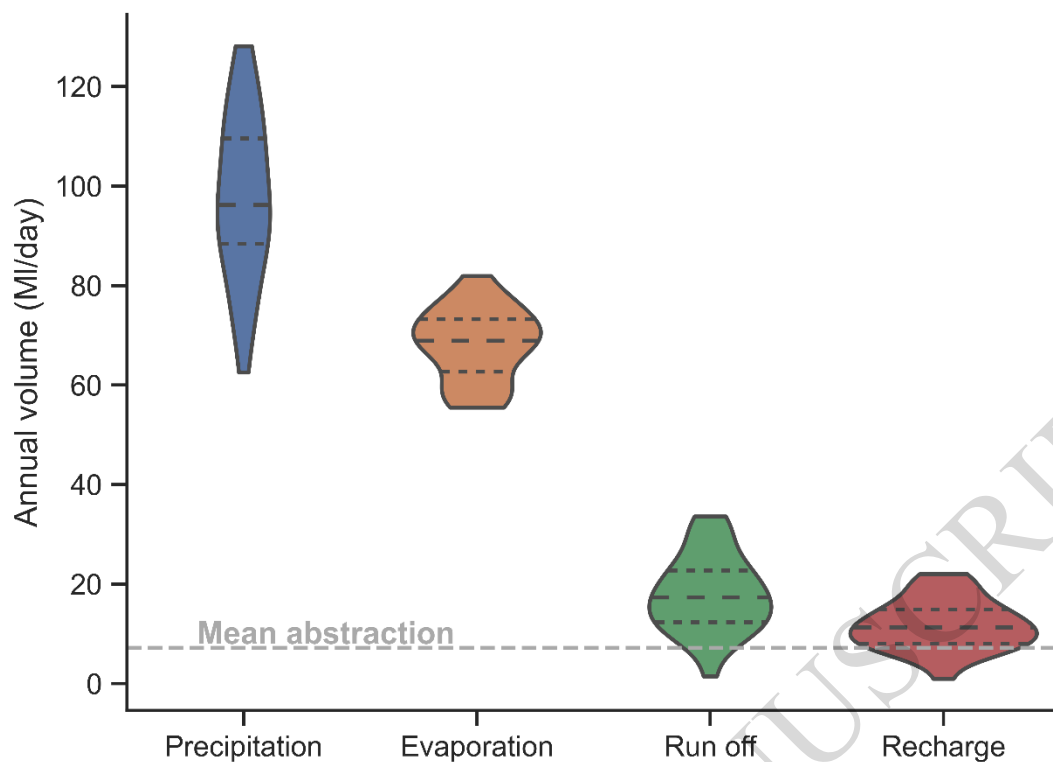 Annual volume (Ml/day)
120
100
80
60
40
20
0
Mean abstraction
Precipitation
Evaporation
Run off
Recharge